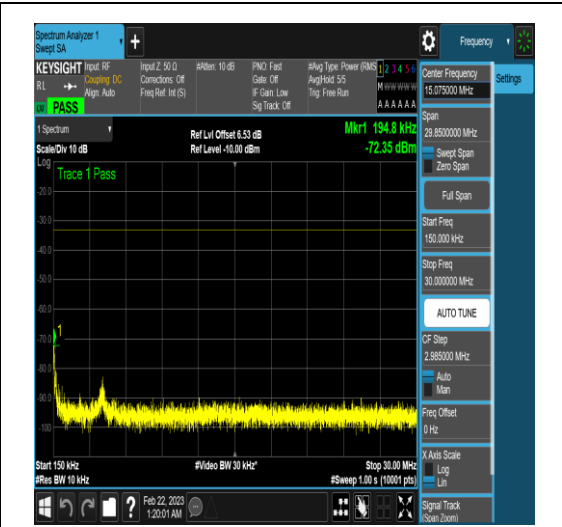 Spectrum Analyzer 1
Swept SA
Frequency
KEYSIGHT
RL
Input: RF
Coupling: DC
Align: Auto
Input Z: 50 Ω
Corrections: Off
Freq Ref: Int (S)
#Atten: 10 dB
PNO: Fast
Gate: Off
IF Gain: Low
Sig Track: Off
#Avg Type: Power (RMS
Avg|Hold: 5/5
Trig: Free Run
1 2 3 4 5 6
M W W W W W
A A A A A A
PASS
1 Spectrum
Scale/Div 10 dB
Ref Lvl Offset 6.53 dB
Ref Level -10.00 dBm
Mkr1 194.8 kHz
-72.35 dBm
Log
Trace 1 Pass
-20.0
-30.0
-40.0
-50.0
-60.0
-70.0
-80.0
-90.0
-100
1
Start 150 kHz
#Res BW 10 kHz
#Video BW 30 kHz*
Stop 30.00 MHz
#Sweep 1.00 s (10001 pts)
Feb 22, 2023
1:20:01 AM
?
Center Frequency
15.075000 MHz
Settings
Span
29.8500000 MHz
Swept Span
Zero Span
Full Span
Start Freq
150.000 kHz
Stop Freq
30.000000 MHz
AUTO TUNE
CF Step
2.985000 MHz
Auto
Man
Freq Offset
0 Hz
X Axis Scale
Log
Lin
Signal Track
(Span Zoom)